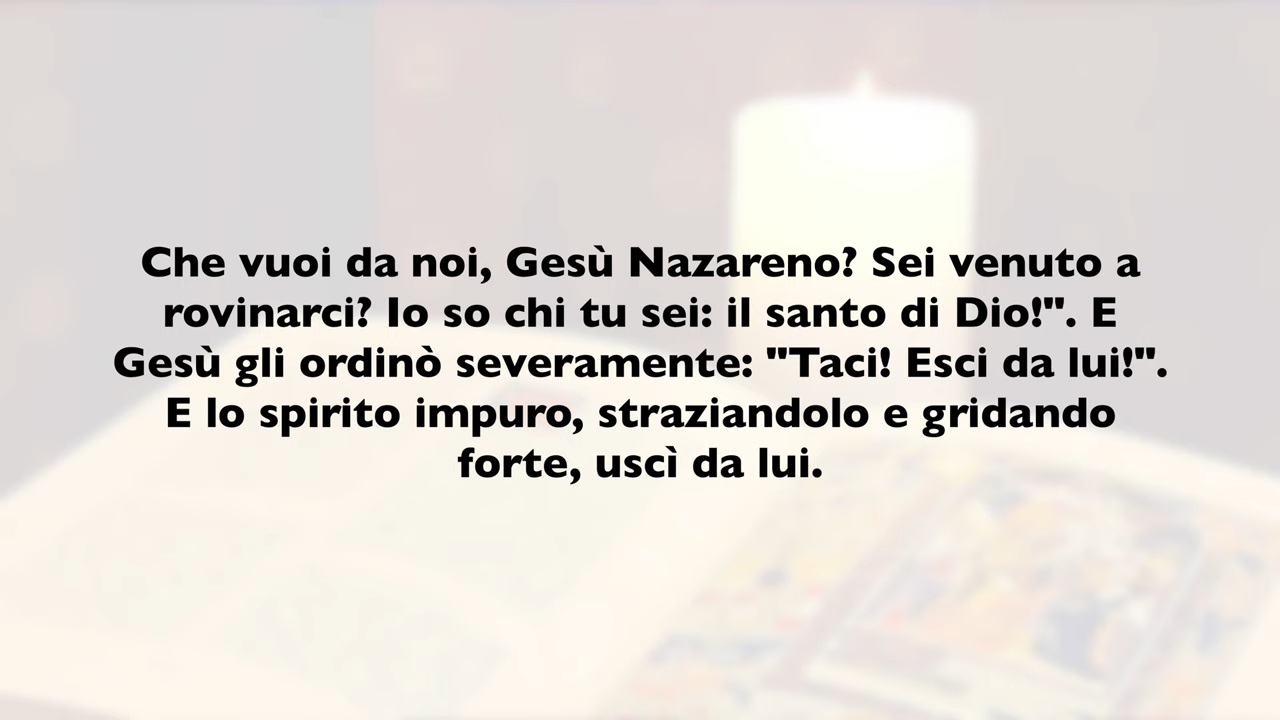 Che vuoi da noi, Gesù Nazareno? Sei venuto a
rovinarci? Io so chi tu sei: il santo di Dio!". E
Gesù gli ordinò severamente: "Taci! Esci da lui!".
E lo spirito impuro, straziandolo e gridando
forte, uscì da lui.